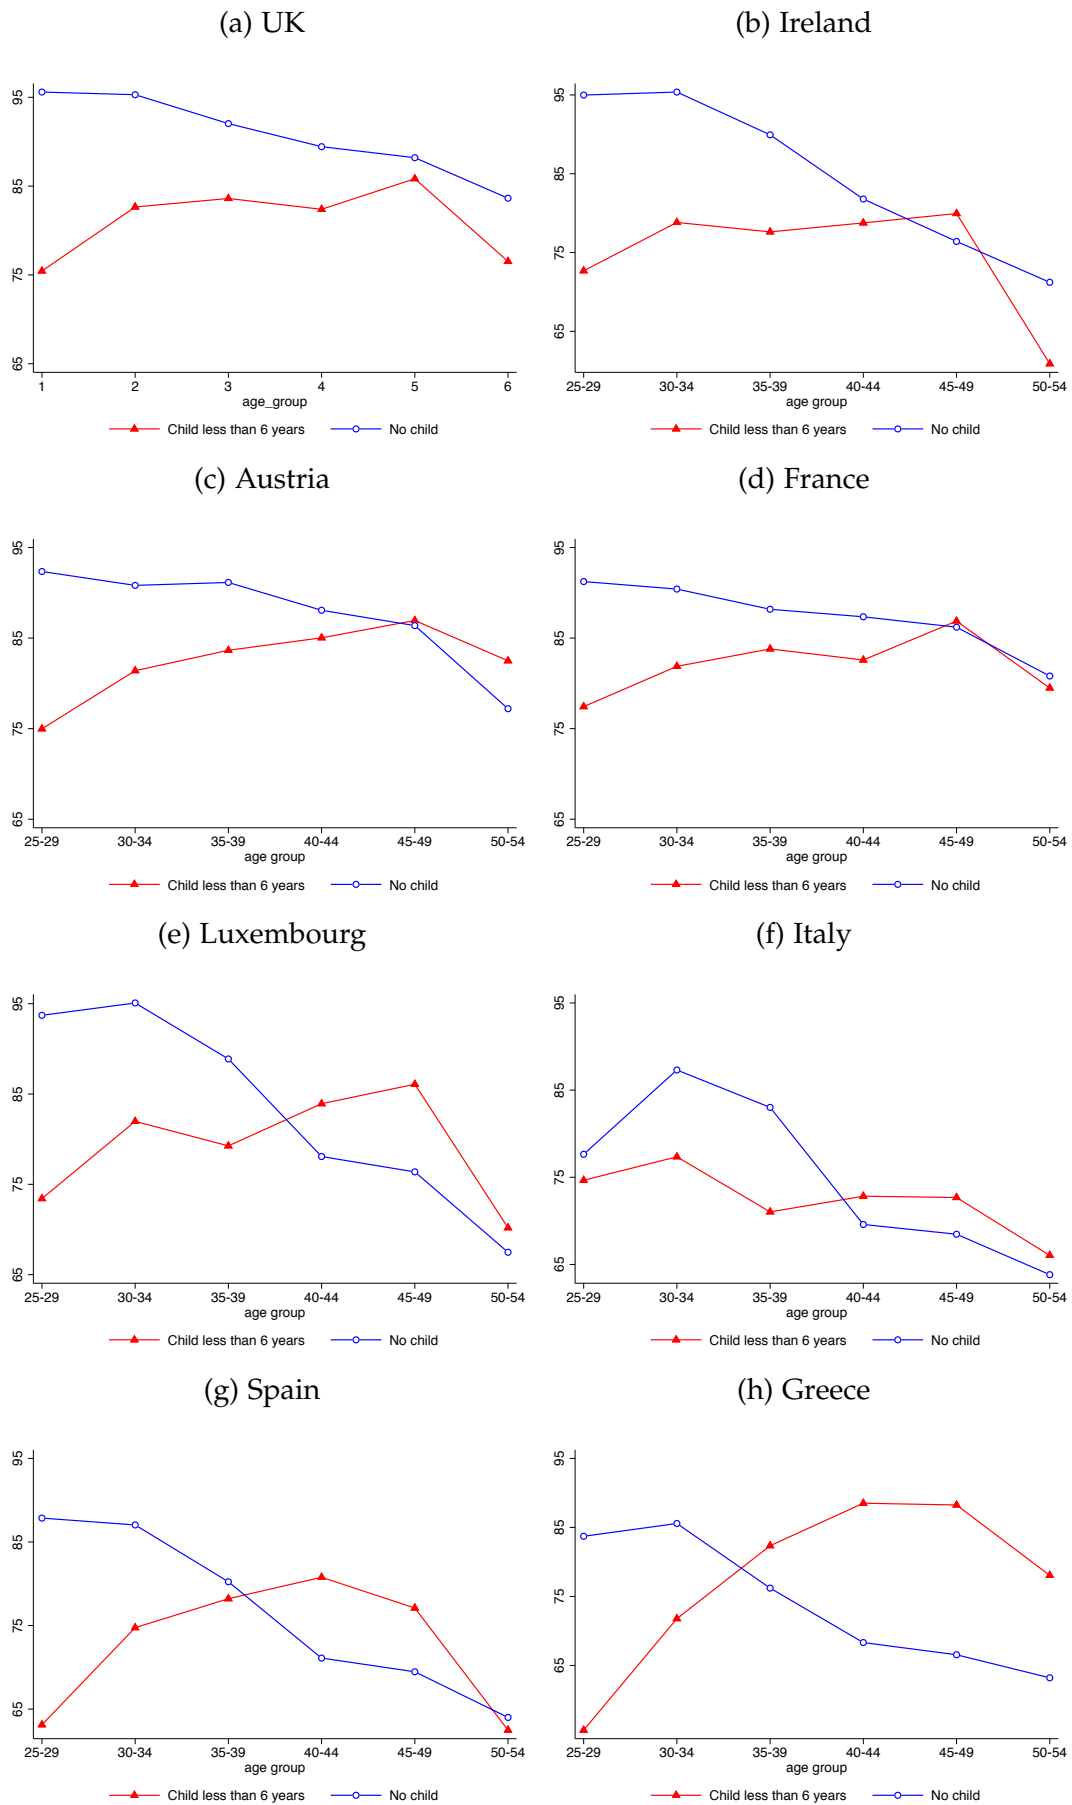 (a) UK
95
85
75
65
1 2 3 4 5 6
age_group
Child less than 6 years No child
(b) Ireland
95
85
75
65
25-29 30-34 35-39 40-44 45-49 50-54
age group
Child less than 6 years No child
(c) Austria
95
85
75
65
25-29 30-34 35-39 40-44 45-49 50-54
age group
Child less than 6 years No child
(d) France
95
85
75
65
25-29 30-34 35-39 40-44 45-49 50-54
age group
Child less than 6 years No child
(e) Luxembourg
95
85
75
65
25-29 30-34 35-39 40-44 45-49 50-54
age group
Child less than 6 years No child
(f) Italy
95
85
75
65
25-29 30-34 35-39 40-44 45-49 50-54
age group
Child less than 6 years No child
(g) Spain
95
85
75
65
25-29 30-34 35-39 40-44 45-49 50-54
age group
Child less than 6 years No child
(h) Greece
95
85
75
65
25-29 30-34 35-39 40-44 45-49 50-54
age group
Child less than 6 years No child